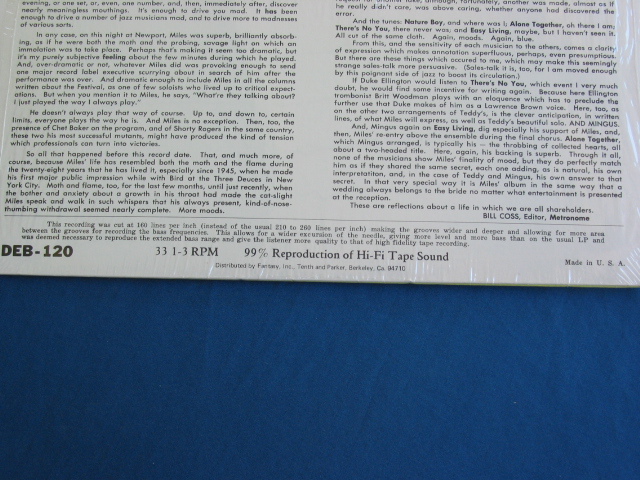 evening, or one set, or, even, one number, and then, immediately after, discover
nearly meaningless mouthings. It's enough to drive you mad. It has been
enough to drive a number of jazz musicians mad, and to drive more to madnesses
of various sorts.
In any case, on this night at Newport, Miles was superb, brilliantly absorb-
ing, as if he were both the moth and the probing, savage light on which an
immolation was to take place. Perhaps that's making it seem too dramatic, but
it's my purely subjective feeling about the few minutes during which he played.
And, over-dramatic or not, whatever Miles did was provoking enough to send
one major record label executive scurrying about in search of him after the
performance was over. And dramatic enough to include Miles in all the columns
written about the Festival, as one of few soloists who lived up to critical expect-
ations. But when you mention it to Miles, he says, "What're they talking about?
I just played the way I always play."
He doesn't always play that way of course. Up to, and down to, certain
limits, everyone plays the way he is. And Miles is no exception. Then, too, the
presence of Chet Baker on the program, and of Shorty Rogers in the same country,
these two his most successful mutants, might have produced the kind of tension
which professionals can turn into victories.
So all that happened before this record date. That, and much more, of
course, because Miles' life has resembled both the moth and the flame during
the twenty-eight years that he has lived it, especially since 1945, when he made
his first major public impression while with Bird at the Three Deuces in New
York City. Moth and flame, too, for the last few months, until just recently, when
the bother and anxiety about a growth in his throat had made the cat-slight
Miles speak and walk in such whispers that his always present, kind-of-nose-
thumbing withdrawal seemed nearly complete. More moods.
he really didn't care, was above caring, whether anyone had discovered the
error.
And the tunes: Nature Boy, and where was I; Alone Together, oh there I am;
There's No You, there never was; and Easy Living, maybe, but I haven't seen it.
All cut of the same cloth. Again, moods. Again, blue.
From this, and the sensitivity of each musician to the others, comes a clarity
of expression which makes annotation superfluous, perhaps, even presumptious.
But there are these things which occured to me, which may make this seemingly
strange sales-talk more persuasive. (Sales-talk it is, too, for I am moved enough
by this poignant side of jazz to boost its circulation.)
If Duke Ellington would listen to There's No You, which event I very much
doubt, he would find some incentive for writing again. Because here Ellington
trombonist Britt Woodman plays with an eloquence which has to preclude the
further use that Duke makes of him as a Lawrence Brown voice. Here, too, as
on the other two arrangements of Teddy's, is the clever anticipation, in written
lines, of what Miles will express, as well as Teddy's beautiful solo. AND MINGUS.
And, Mingus again on Easy Living, dig especially his support of Miles, and,
then, Miles' re-entry above the ensemble during the final chorus. Alone Together,
which Mingus arranged, is typically his — the throbbing of collected hearts, all
about a two-headed title. Here, again, his backing is superb. Through it all,
none of the musicians show Miles' finality of mood, but they do perfectly match
him as if they shared the same secret, each one adding, as is natural, his own
interpretatiton, and, in the case of Teddy and Mingus, his own answer to that
secret. In that very special way it is Miles' album in the same way that a
wedding always belongs to the bride no matter what entertainment is presented
at the reception.
These are reflections about a life in which we are all shareholders.
BILL COSS, Editor, Metronome
This recording was cut at 160 lines per inch (instead of the usual 210 to 260 lines per inch) making the grooves wider and deeper and allowing for more area
between the grooves for recording the bass frequencies. This allows for a wider excursion of the needle, giving more level and more bass than on the usual LP and
was deemed necessary to reproduce the extended bass range and give the listener more quality to that of high fidelity tape recording.
DEB-120 33 1-3 RPM 99% Reproduction of Hi-Fi Tape Sound Made in U. S. A.
Distributed by Fantasy, Inc., Tenth and Parker, Berkeley, Ca. 94710